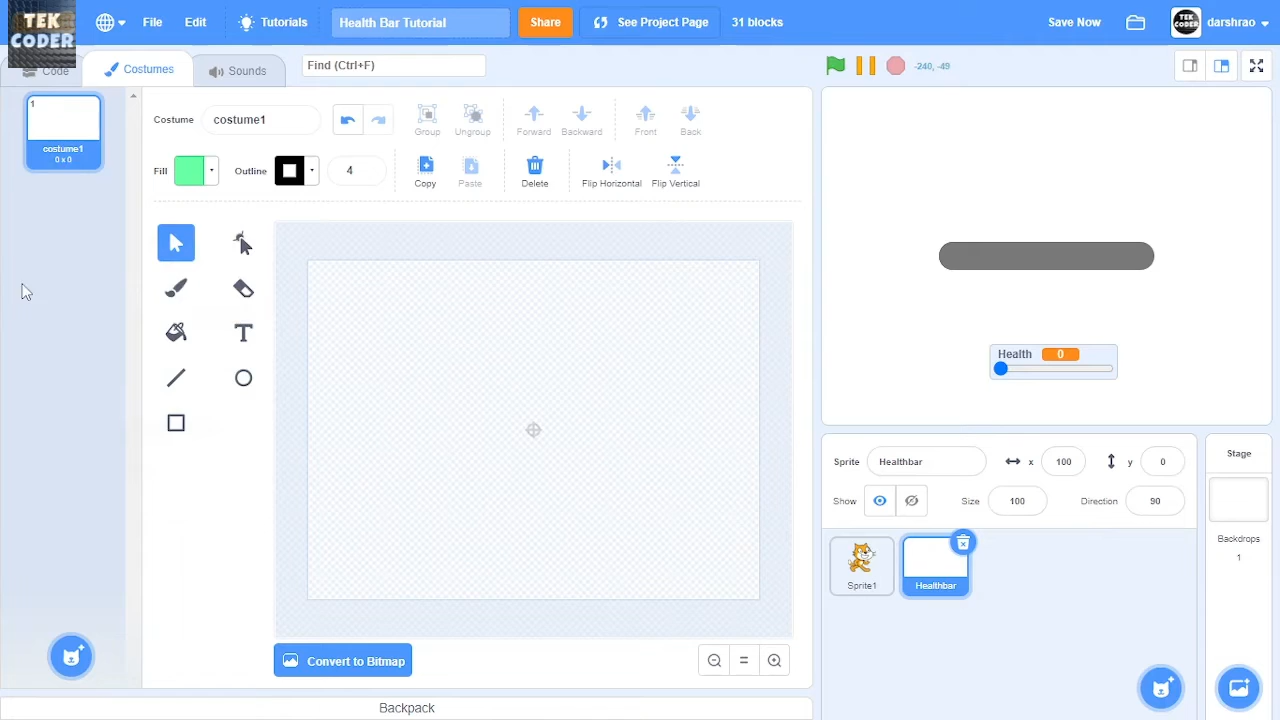 TEK
CODER
File
Edit
Tutorials
Health Bar Tutorial
Share
See Project Page
31 blocks
Save Now
TEK
CODER
darshrao
Code
Costumes
Sounds
Find (Ctrl+F)
-240, -49
1
costume1
0 x 0
Costume
costume1
Group
Ungroup
Forward
Backward
Front
Back
Fill
Outline
4
Copy
Paste
Delete
Flip Horizontal
Flip Vertical
T
Health 0
Sprite
Healthbar
x
100
y
0
Show
Size
100
Direction
90
Stage
Sprite1
Healthbar
Backdrops
1
Convert to Bitmap
Backpack